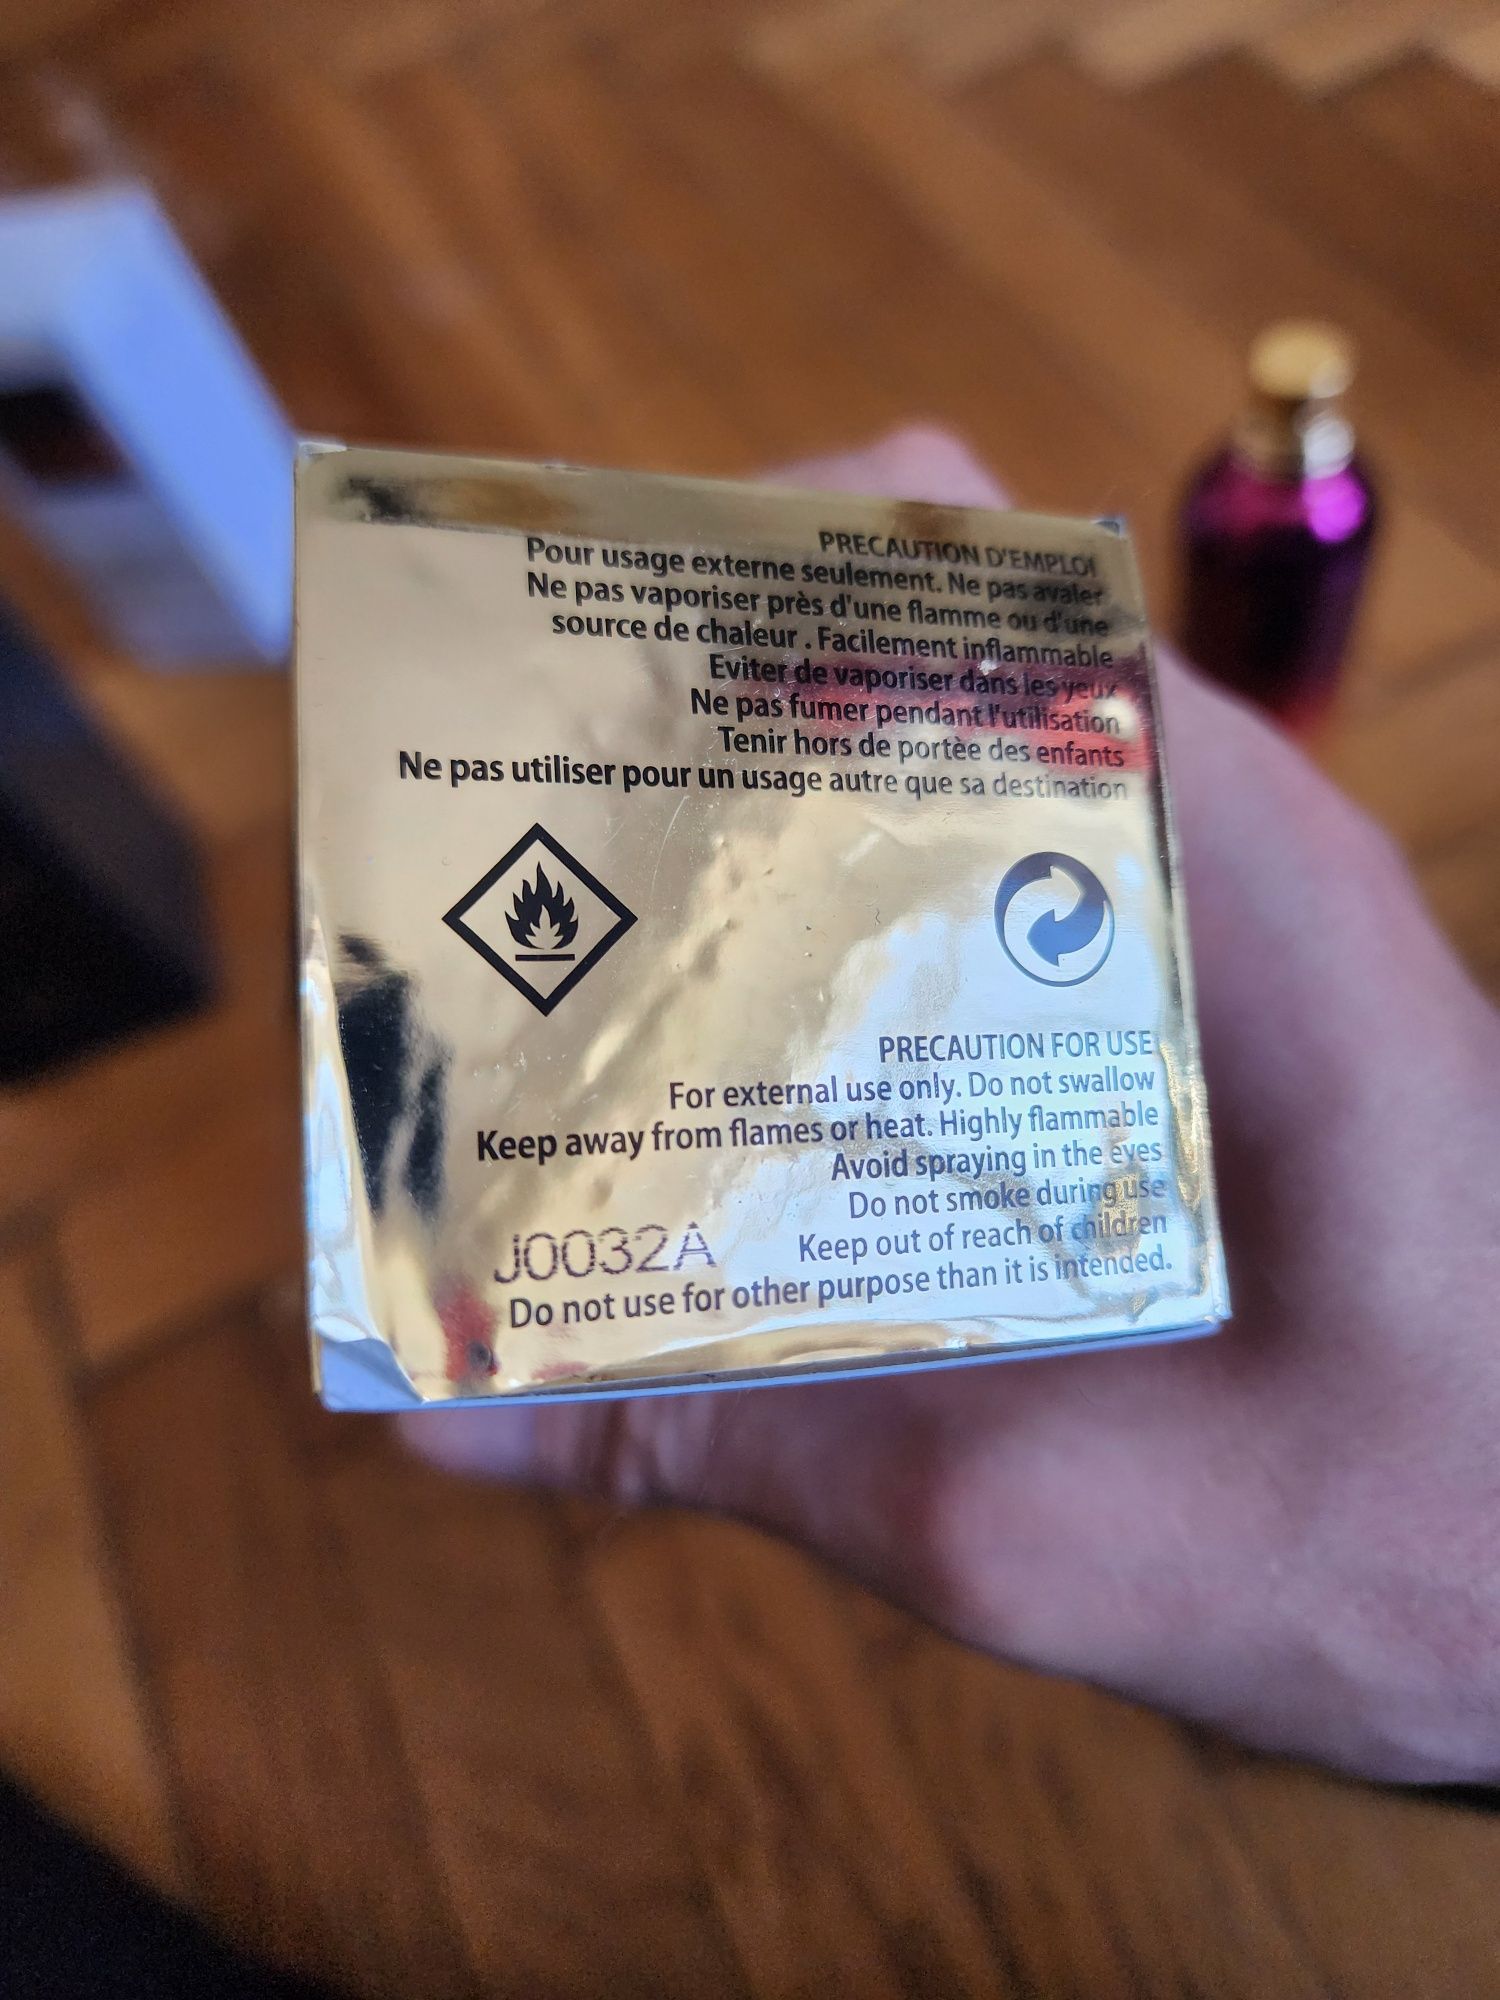 PRECAUTION D'EMPLOI
Pour usage externe seulement. Ne pas avaler
Ne pas vaporiser près d'une flamme ou d'une
source de chaleur . Facilement inflammable
Eviter de vaporiser dans les yeux
Ne pas fumer pendant l'utilisation
Tenir hors de portèe des enfants
Ne pas utiliser pour un usage autre que sa destination
PRECAUTION FOR USE
For external use only. Do not swallow
Keep away from flames or heat. Highly flammable
Avoid spraying in the eyes
Do not smoke during use
Keep out of reach of children
J0032A
Do not use for other purpose than it is intended.